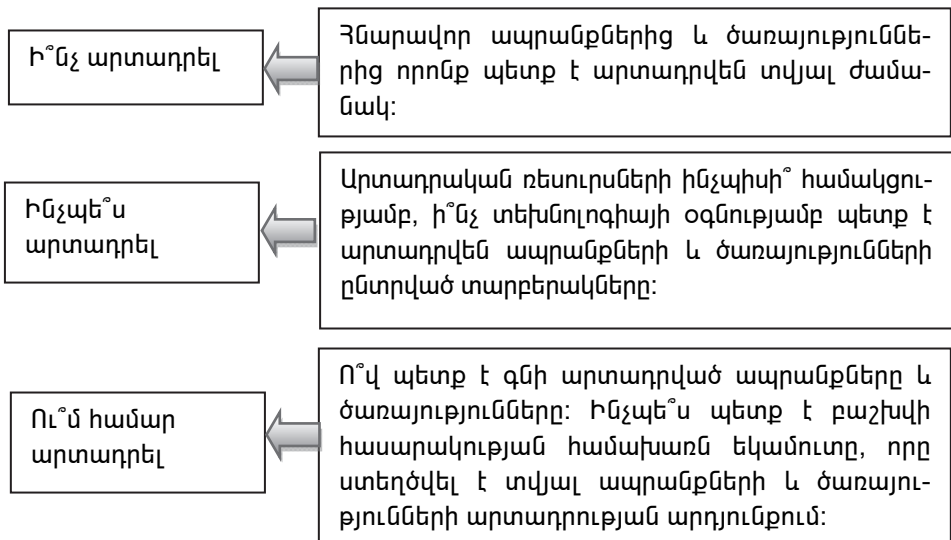 Ի՞նչ արտադրել
Հնարավոր ապրանքներից և ծառայություննե-
րից որոնք պետք է արտադրվեն տվյալ ժամա-
նակ:
Ինչպե՞ս
արտադրել
Արտադրական ռեսուրսների ինչպիսի՞ համակցու-
թյամբ, ի՞նչ տեխնոլոգիայի օգնությամբ պետք է
արտադրվեն ապրանքների և ծառայությունների
ընտրված տարբերակները:
Ու՞մ համար
արտադրել
Ո՞վ պետք է գնի արտադրված ապրանքները և
ծառայությունները: Ինչպե՞ս պետք է բաշխվի
հասարակության համախառն եկամուտը, որը
ստեղծվել է տվյալ ապրանքների և ծառայու-
թյունների արտադրության արդյունքում: